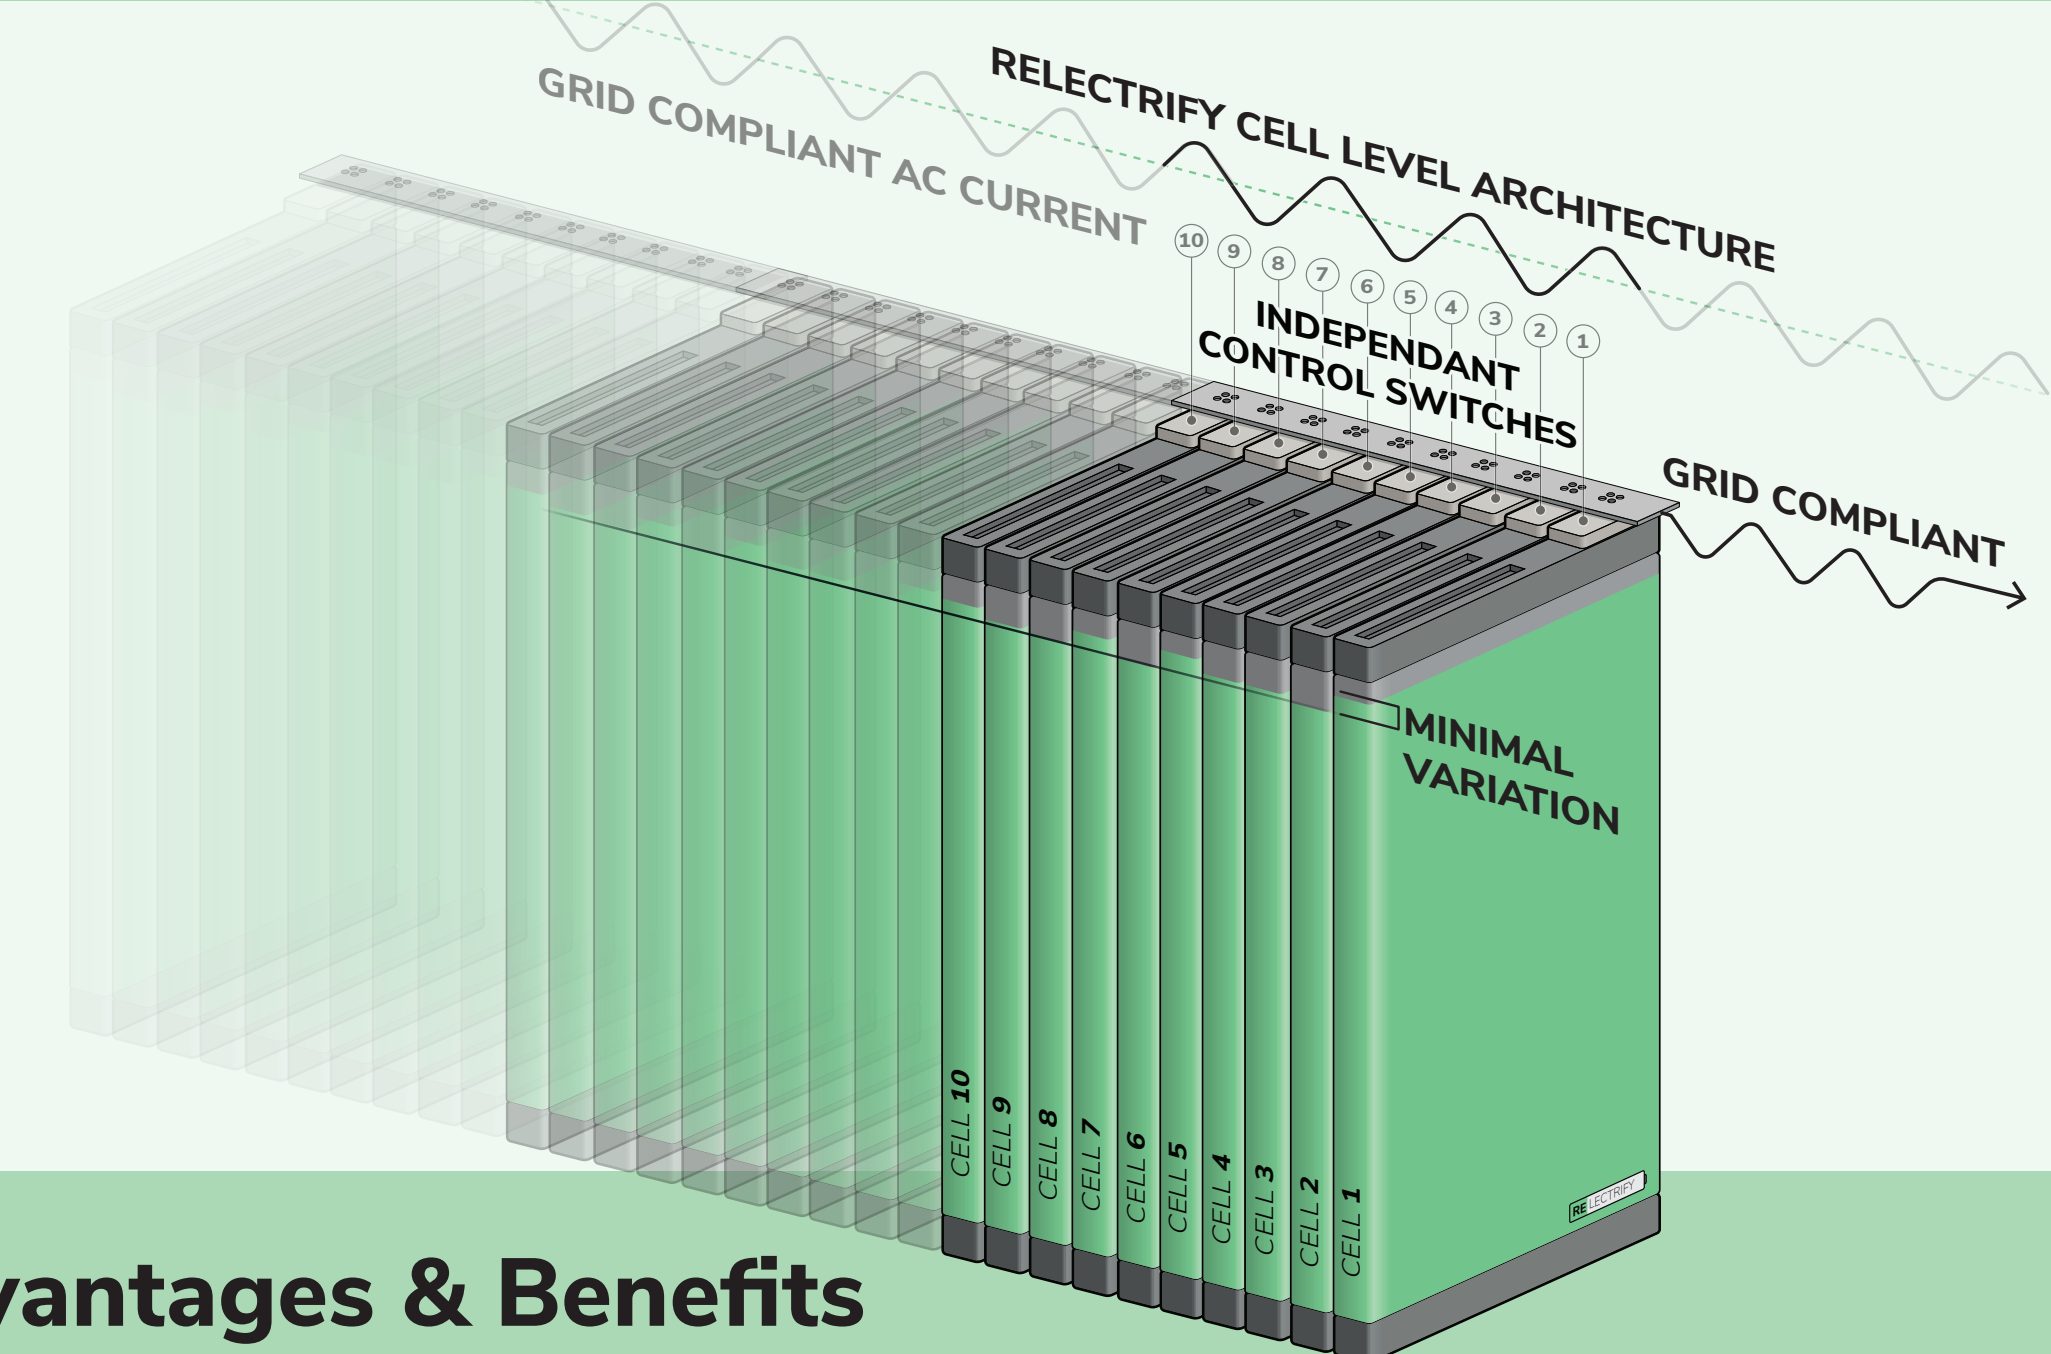 RELECTRIFY CELL LEVEL ARCHITECTURE
GRID COMPLIANT AC CURRENT
10
9
8
7
6
5
4
3
2
1
INDEPENDANT
CONTROL SWITCHES
GRID COMPLIANT
MINIMAL
VARIATION
CELL 10
CELL 9
CELL 8
CELL 7
CELL 6
CELL 5
CELL 4
CELL 3
CELL 2
CELL 1
RELECTRIFY
vantages & Benefits